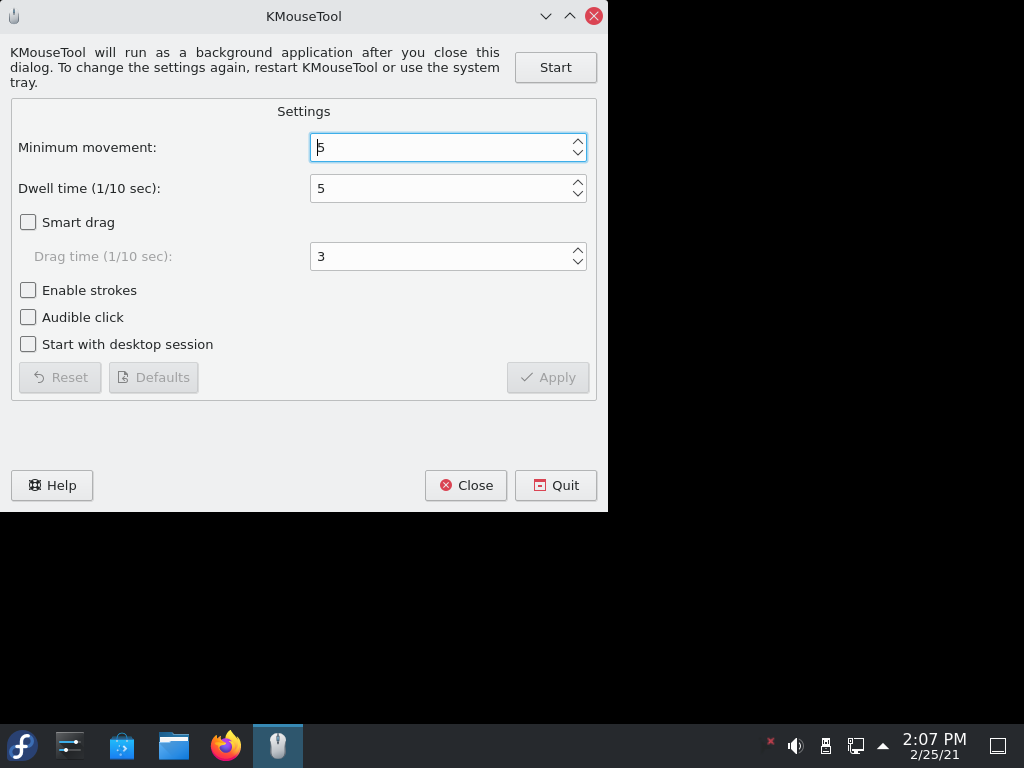 KMouseTool
KMouseTool will run as a background application after you close this
dialog. To change the settings again, restart KMouseTool or use the system
tray.
Start
Settings
Minimum movement:
5
Dwell time (1/10 sec):
5
Smart drag
Drag time (1/10 sec):
3
Enable strokes
Audible click
Start with desktop session
Reset
Defaults
Apply
Help
Close
Quit
2:07 PM
2/25/21